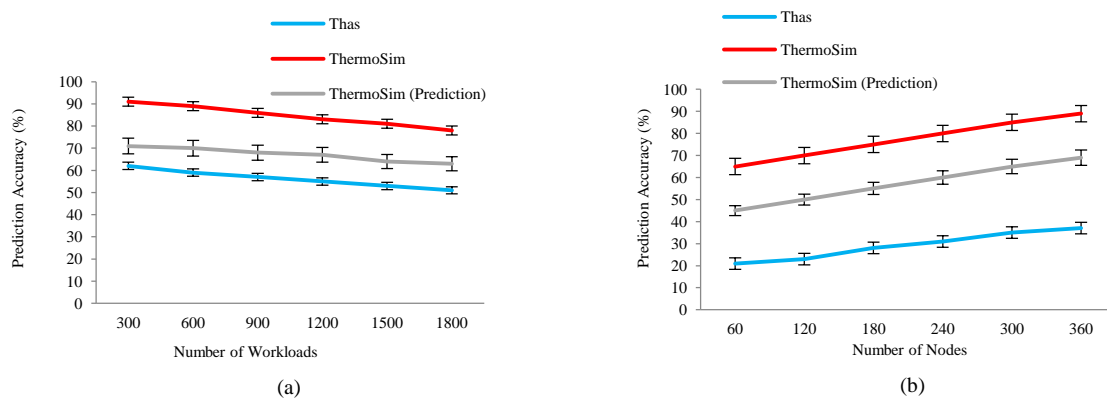 Thas
ThermoSim
ThermoSim (Prediction)
100
90
80
70
60
50
40
30
20
10
0
Prediction Accuracy (%)
300 600 900 1200 1500 1800
Number of Workloads
(a)
Thas
ThermoSim
ThermoSim (Prediction)
100
90
80
70
60
50
40
30
20
10
0
Prediction Accuracy (%)
60 120 180 240 300 360
Number of Nodes
(b)